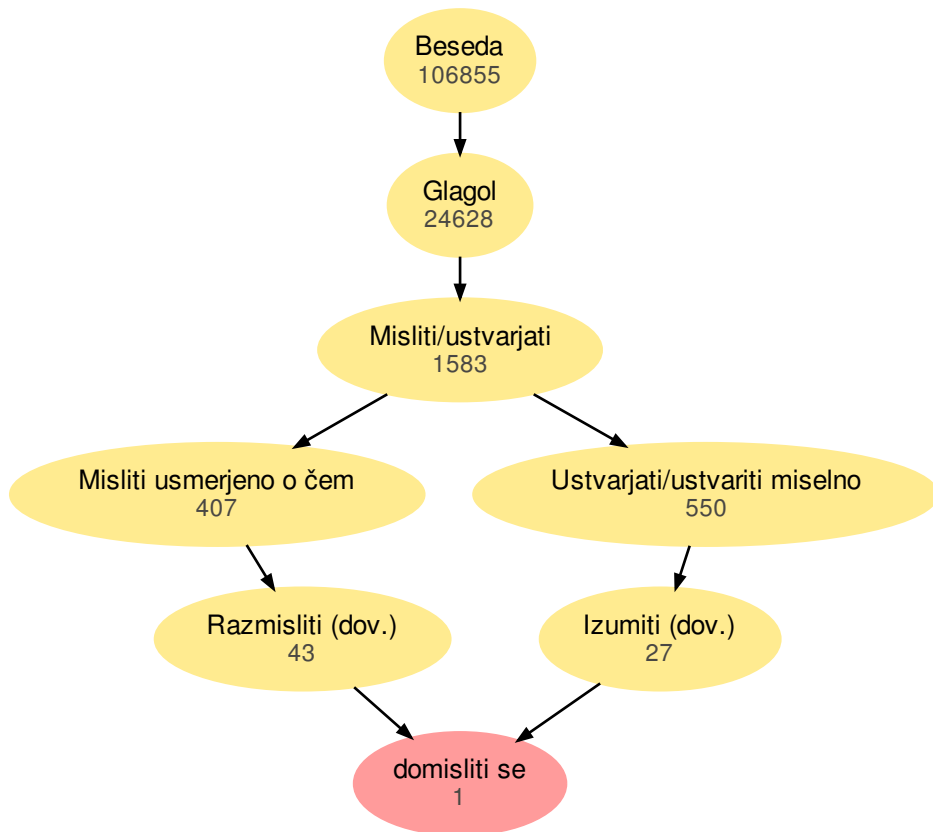 Beseda
106855
Glagol
24628
Misliti/ustvarjati
1583
Misliti usmerjeno o čem
407
Ustvarjati/ustvariti miselno
550
Razmisliti (dov.)
43
Izumiti (dov.)
27
domisliti se
1